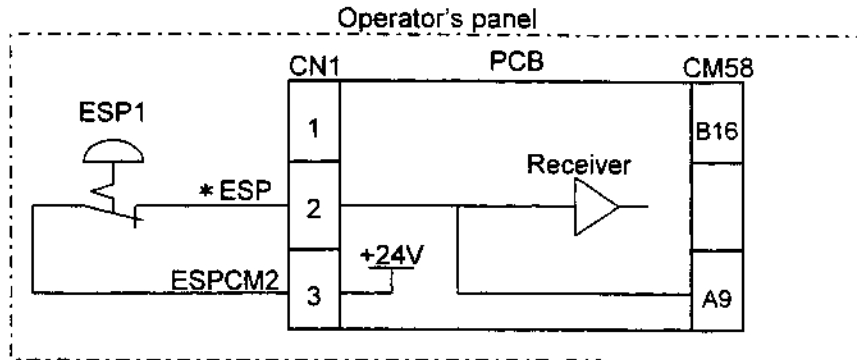 Operator's panel
CN1 PCB CM58
ESP1
1 B16
Receiver
*ESP 2
+24V
ESPCM2 3 A9